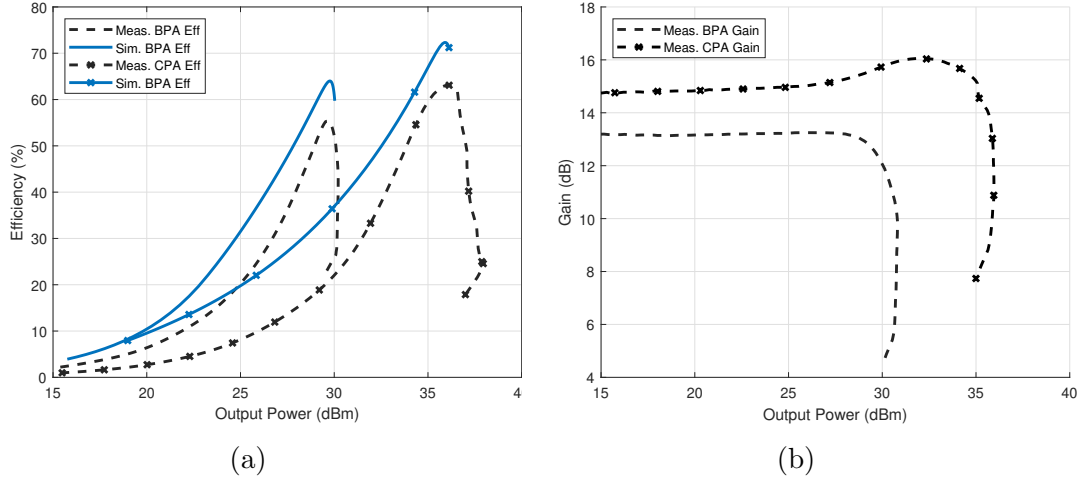 80
70
60
50
40
30
20
10
0
Efficiency (%)
Meas. BPA Eff
Sim. BPA Eff
Meas. CPA Eff
Sim. BPA Eff
15 20 25 30 35 4
Output Power (dBm)
(a)
18
16
14
12
10
8
6
4
Gain (dB)
Meas. BPA Gain
Meas. CPA Gain
15 20 25 30 35 40
Output Power (dBm)
(b)